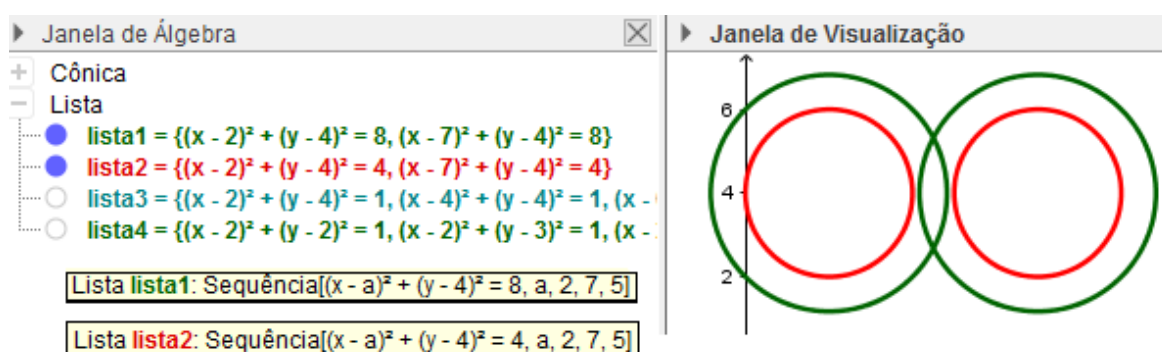 Janela de Álgebra
Cônica
Lista
lista1 = {(x - 2)² + (y - 4)² = 8, (x - 7)² + (y - 4)² = 8}
lista2 = {(x - 2)² + (y - 4)² = 4, (x - 7)² + (y - 4)² = 4}
lista3 = {(x - 2)² + (y - 4)² = 1, (x - 4)² + (y - 4)² = 1, (x -
lista4 = {(x - 2)² + (y - 2)² = 1, (x - 2)² + (y - 3)² = 1, (x -
Lista lista1: Sequência[(x - a)² + (y - 4)² = 8, a, 2, 7, 5]
Lista lista2: Sequência[(x - a)² + (y - 4)² = 4, a, 2, 7, 5]
Janela de Visualização
6
4
2